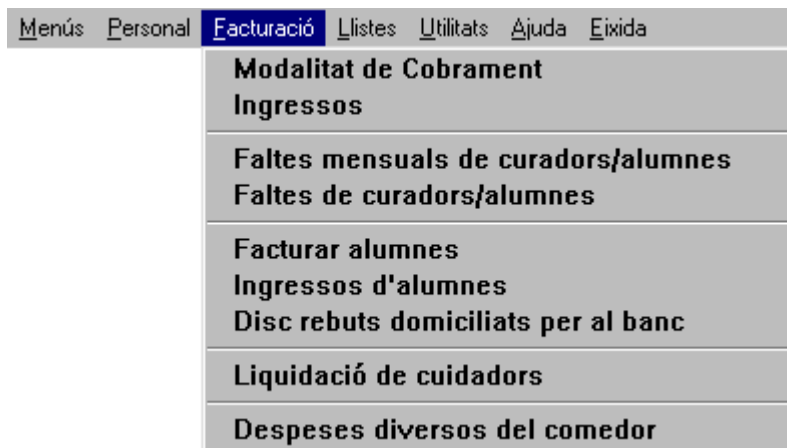 Menús Personal Facturació Llistes Utilitats Ajuda Eixida
Modalitat de Cobrament
Ingressos
Faltes mensuals de curadors/alumnes
Faltes de curadors/alumnes
Facturar alumnes
Ingressos d'alumnes
Disc rebuts domiciliats per al banc
Liquidació de cuidadors
Despeses diversos del comedor